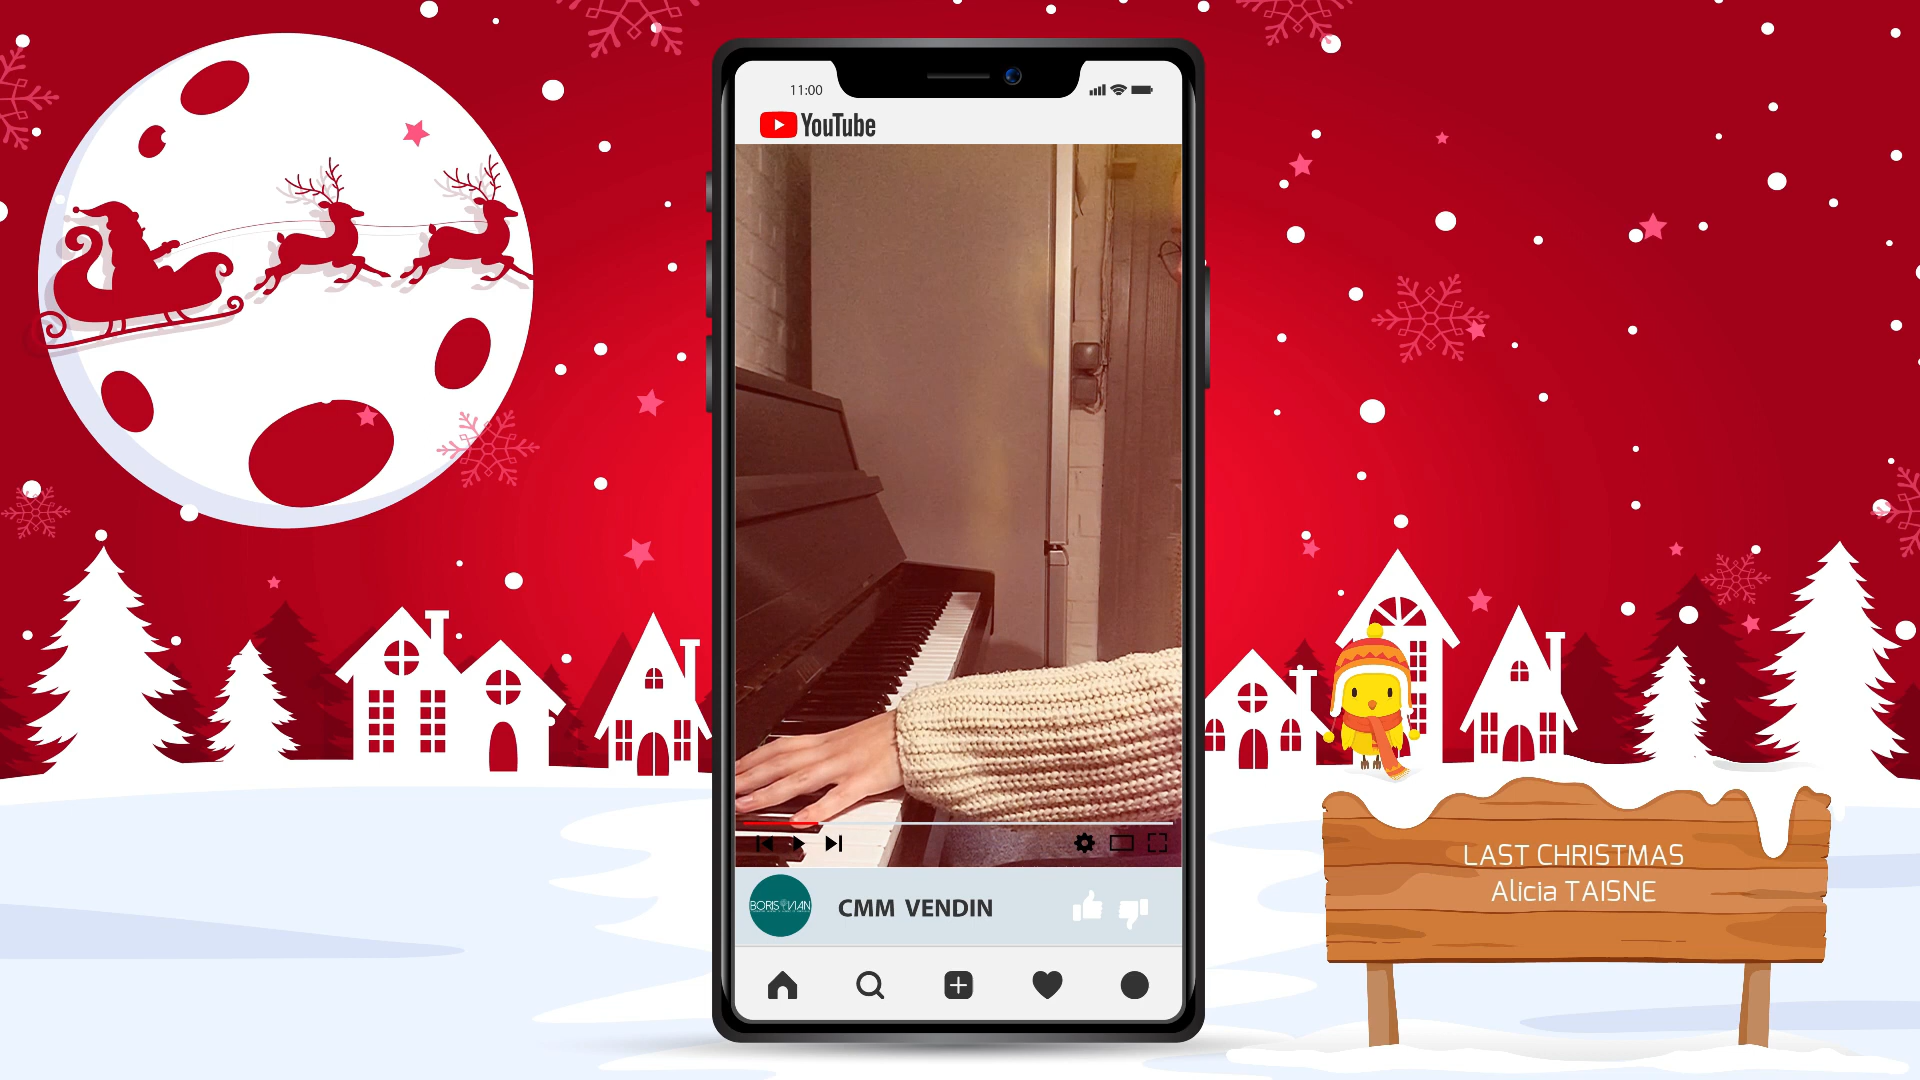 11:00
YouTube
BORIS VIAN
CMM VENDIN
LAST CHRISTMAS
Alicia TAISNE